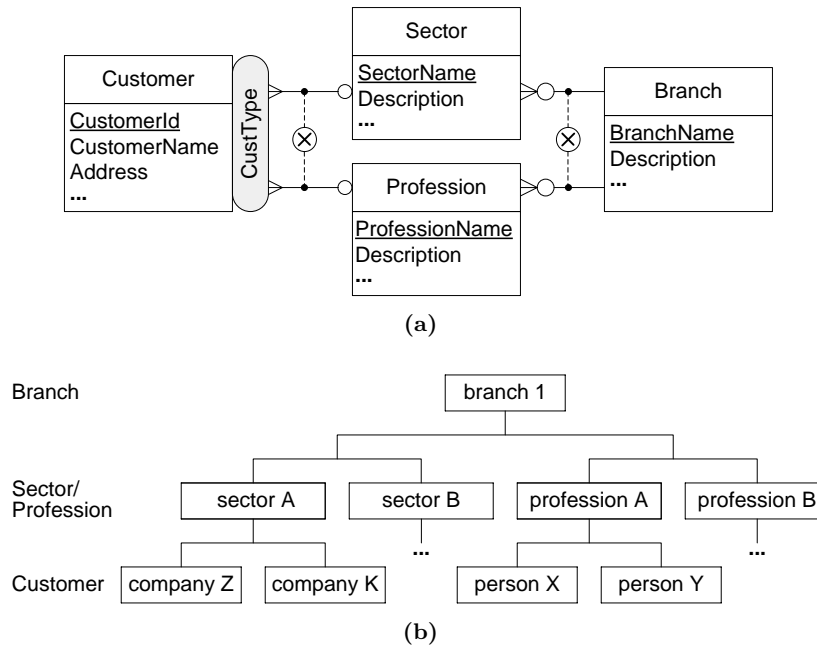 Sector
SectorName
Description
...
Customer
CustomerId
CustomerName
Address
...
CustType
Branch
BranchName
Description
...
Profession
ProfessionName
Description
...
(a)
Branch
branch 1
Sector/
Profession
sector A
sector B
profession A
profession B
...
...
Customer
company Z
company K
person X
person Y
(b)